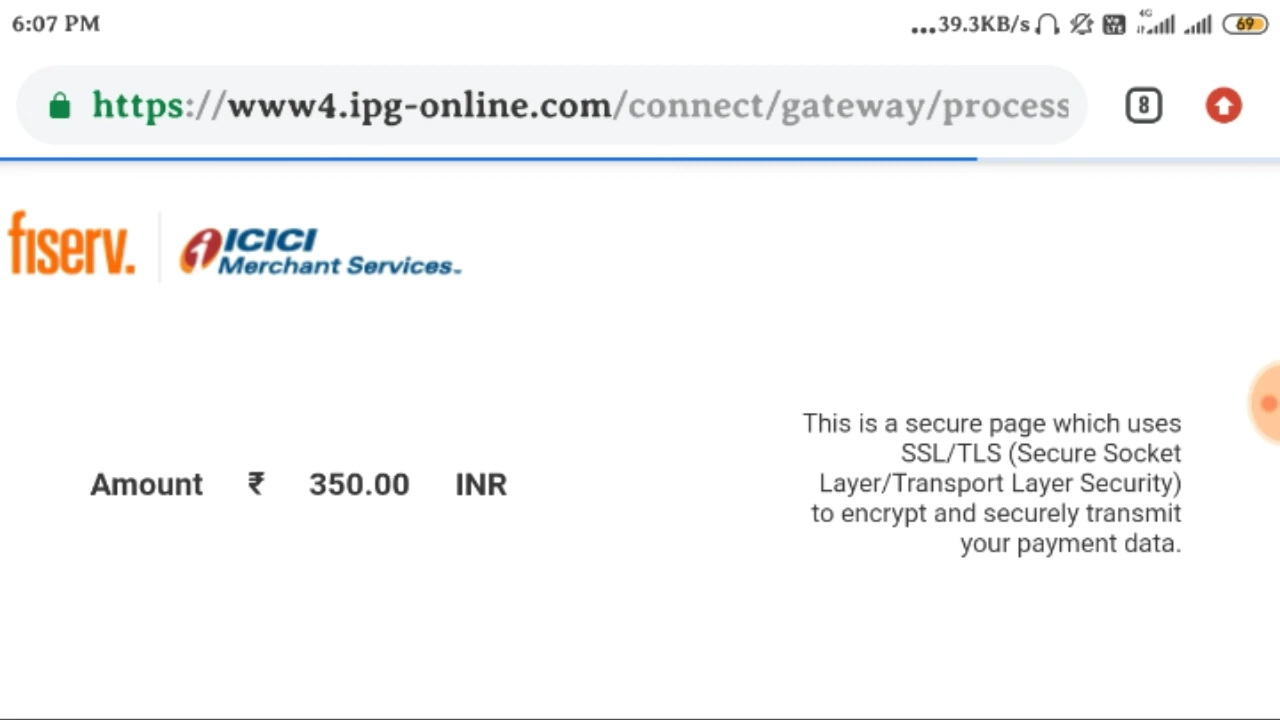 6:07 PM
...39.3KB/s
4G
69
https://www4.ipg-online.com/connect/gateway/process
8
fiserv.
ICICI
Merchant Services
This is a secure page which uses
SSL/TLS (Secure Socket
Layer/Transport Layer Security)
to encrypt and securely transmit
your payment data.
Amount ₹ 350.00 INR